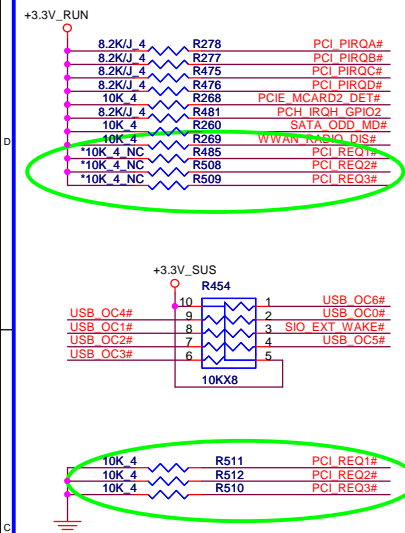 +3.3V_RUN
8.2K/J_4 R278 PCI_PIRQA#
8.2K/J_4 R277 PCI_PIRQB#
8.2K/J_4 R475 PCI_PIRQC#
8.2K/J_4 R476 PCI_PIRQD#
10K_4 R268 PCIE_MCARD2_DET#
8.2K/J_4 R481 PCH_IRQH_GPIO2
10K_4 R260 SATA_ODD_MD#
10K_4 R269 WWAN_RADIO_DIS#
*10K_4_NC R485 PCI_REQ1#
*10K_4_NC R508 PCI_REQ2#
*10K_4_NC R509 PCI_REQ3#
D
+3.3V_SUS
R454
10 1 USB_OC6#
USB_OC4# 9 2 USB_OC0#
USB_OC1# 8 3 SIO_EXT_WAKE#
USB_OC2# 7 4 USB_OC5#
USB_OC3# 6 5
10KX8
10K_4 R511 PCI_REQ1#
10K_4 R512 PCI_REQ2#
10K_4 R510 PCI_REQ3#
C